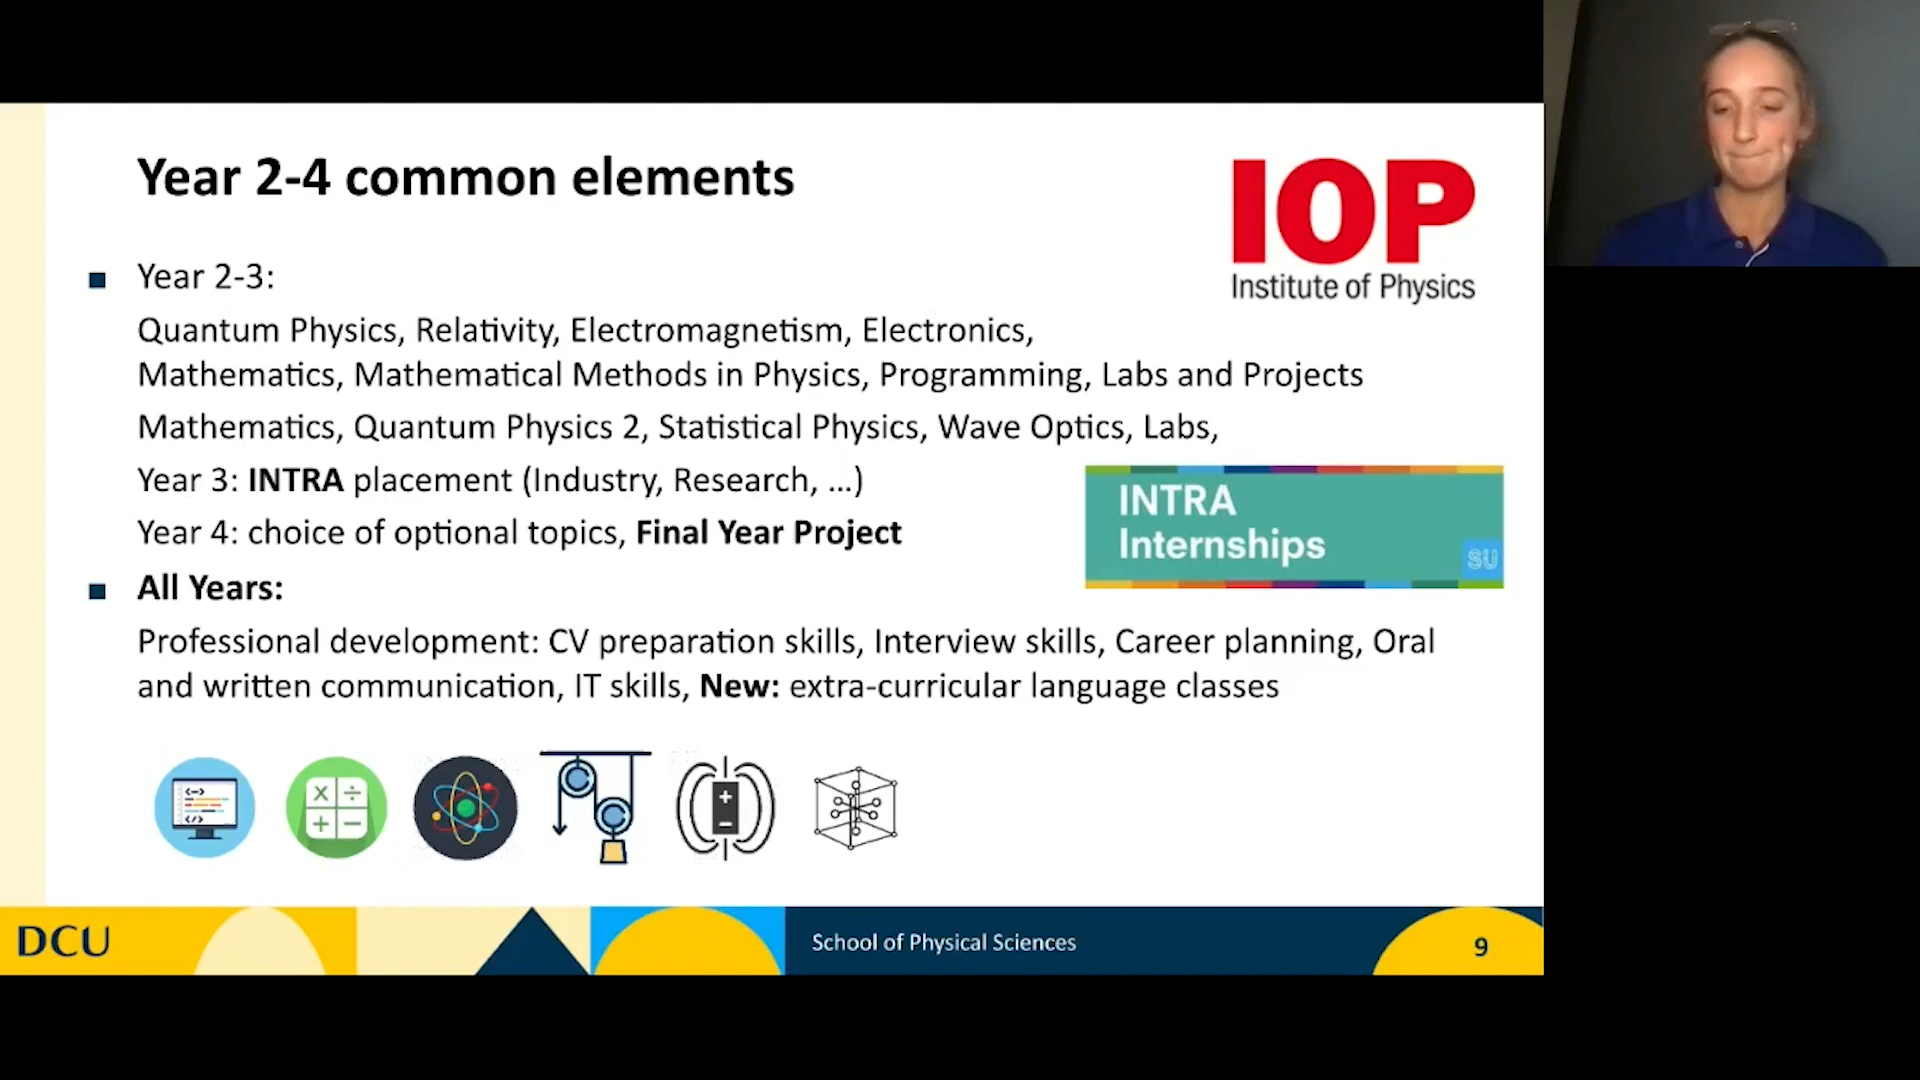 Year 2-4 common elements
IOP
Institute of Physics
Year 2-3:
Quantum Physics, Relativity, Electromagnetism, Electronics,
Mathematics, Mathematical Methods in Physics, Programming, Labs and Projects
Mathematics, Quantum Physics 2, Statistical Physics, Wave Optics, Labs,
Year 3: INTRA placement (Industry, Research, ...)
Year 4: choice of optional topics, Final Year Project
INTRA
Internships
SU
All Years:
Professional development: CV preparation skills, Interview skills, Career planning, Oral
and written communication, IT skills, New: extra-curricular language classes
DCU
School of Physical Sciences
9